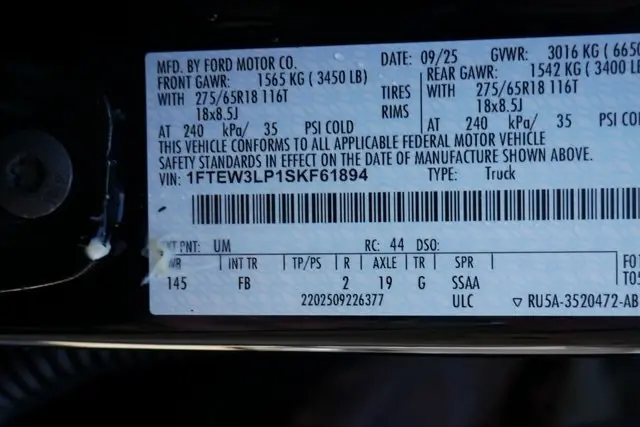 MFD. BY FORD MOTOR CO. DATE: 09/25 GVWR: 3016 KG (6650
FRONT GAWR: 1565 KG (3450 LB) REAR GAWR: 1542 KG (3400 LB
WITH 275/65R18 116T TIRES WITH 275/65R18 116T
18x8.5J RIMS 18x8.5J
AT 240 kPa/ 35 PSI COLD AT 240 kPa/ 35 PSI CO
THIS VEHICLE CONFORMS TO ALL APPLICABLE FEDERAL MOTOR VEHICLE
SAFETY STANDARDS IN EFFECT ON THE DATE OF MANUFACTURE SHOWN ABOVE.
VIN: 1FTEW3LP1SKF61894 TYPE: Truck
PNT: UM RC: 44 DSO:
WB INT TR TP/PS R AXLE TR SPR
145 FB 2 19 G SSAA
2202509226377 ULC ▽ RU5A-3520472-AB